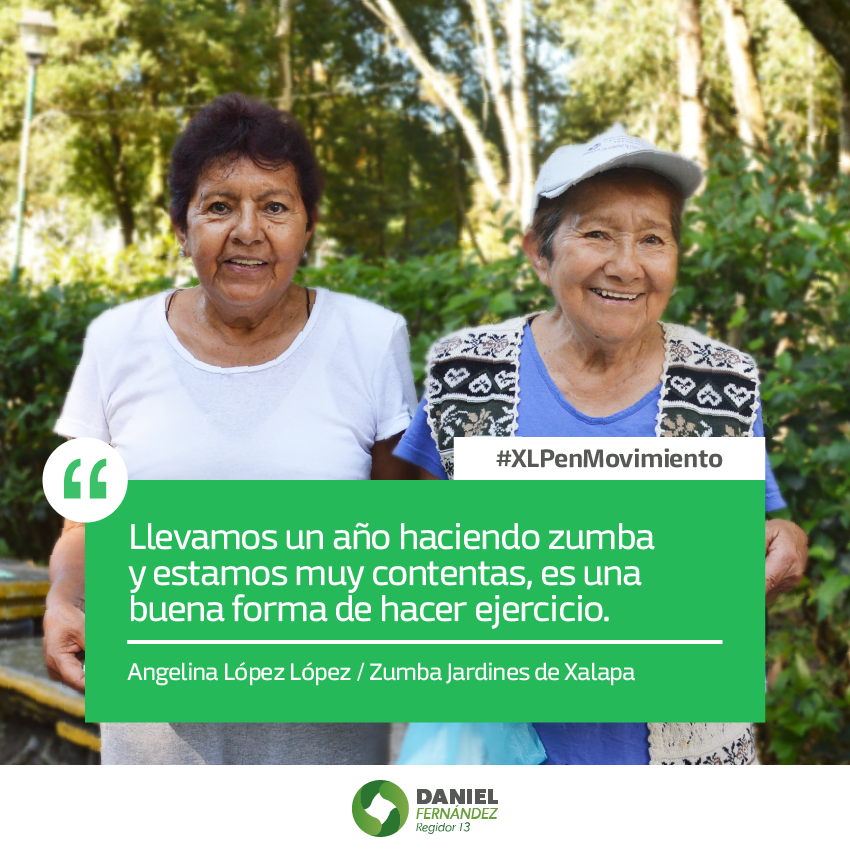 #XLPenMovimiento
“
Llevamos un año haciendo zumba
y estamos muy contentas, es una
buena forma de hacer ejercicio.
Angelina López López / Zumba Jardines de Xalapa
DANIEL
FERNÁNDEZ
Regidor 13